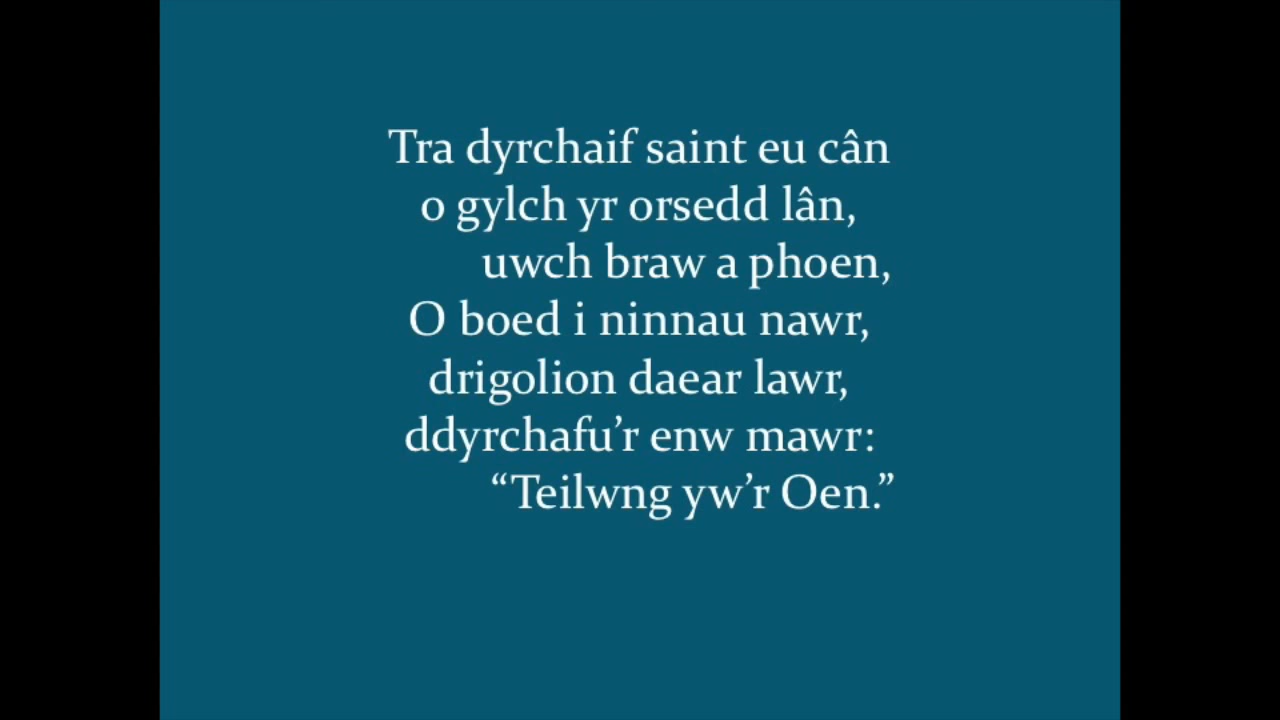 Tra dyrchaif saint eu cân
o gylch yr orsedd lân,
uwch braw a phoen,
O boed i ninnau nawr,
drigolion daear lawr,
ddyrchafu’r enw mawr:
“Teilwng yw’r Oen.”